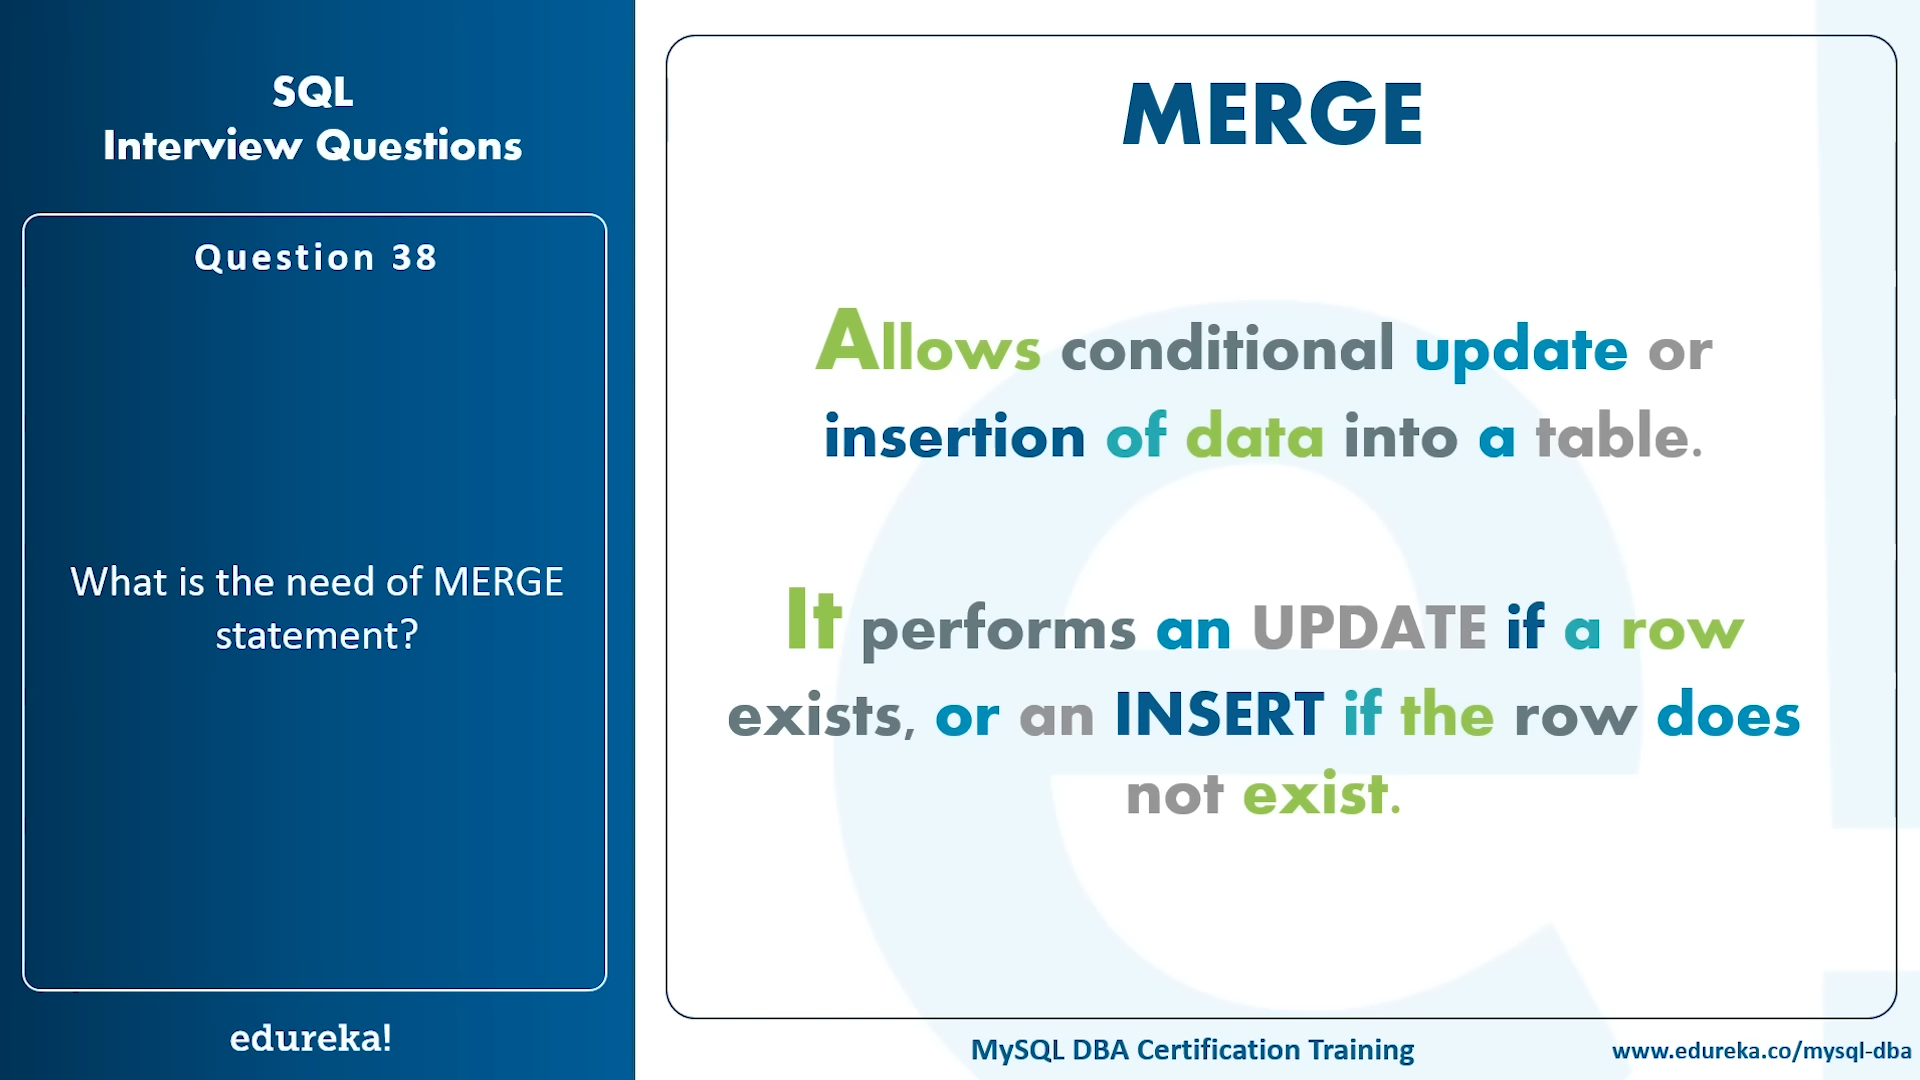 SQL
Interview Questions
Question 38
What is the need of MERGE
statement?
edureka!
MERGE
Allows conditional update or
insertion of data into a table.
It performs an UPDATE if a row
exists, or an INSERT if the row does
not exist.
MySQL DBA Certification Training
www.edureka.co/mysql-dba